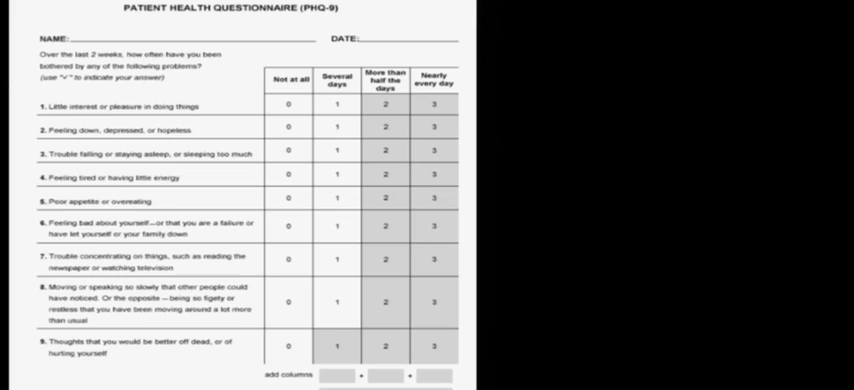 PATIENT HEALTH QUESTIONNAIRE (PHQ-9)
NAME: DATE:
Over the last 2 weeks, how often have you been
bothered by any of the following problems?
(use "✓" to indicate your answer)
Not at all Several days More than half the days Nearly every day
1. Little interest or pleasure in doing things 0 1 2 3
2. Feeling down, depressed, or hopeless 0 1 2 3
3. Trouble falling or staying asleep, or sleeping too much 0 1 2 3
4. Feeling tired or having little energy 0 1 2 3
5. Poor appetite or overeating 0 1 2 3
6. Feeling bad about yourself—or that you are a failure or
have let yourself or your family down 0 1 2 3
7. Trouble concentrating on things, such as reading the
newspaper or watching television 0 1 2 3
8. Moving or speaking so slowly that other people could
have noticed. Or the opposite — being so figety or
restless that you have been moving around a lot more
than usual 0 1 2 3
9. Thoughts that you would be better off dead, or of
hurting yourself 0 1 2 3
add columns + +